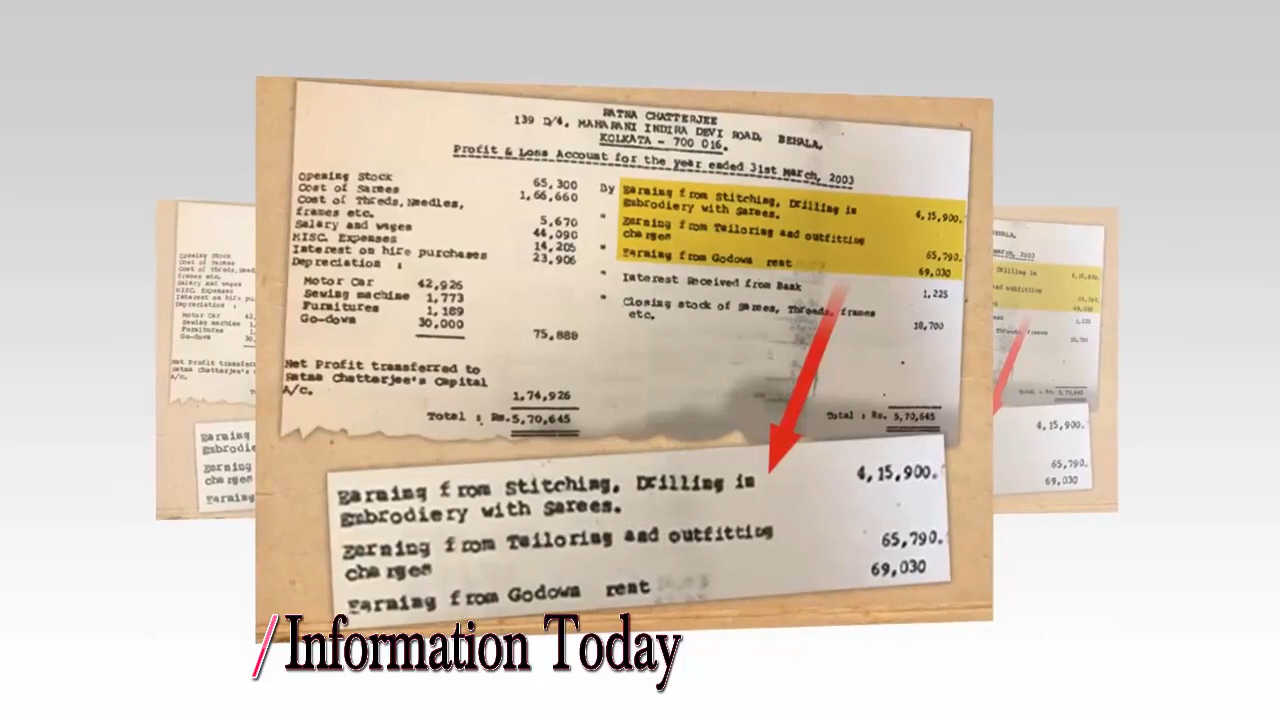 RATNA CHATTERJEE
139 D/4, MAHARANI INDIRA DEVI ROAD, BEHALA,
KOLKATA - 700 016.
Profit & Loss Account for the year ended 31st March, 2003
Opening Stock 65,300
Cost of Sarees 1,66,660
Cost of Threds, Needles,
frames etc. 5,670
Salary and wages 44,090
MISC. Expenses 14,205
Interest on hire purchases 23,906
Depreciation :
Motor Car 42,926
Sewing machine 1,773
Furnitures 1,189
Go-down 30,000
75,888
Net Profit transferred to
Ratna Chatterjee's Capital
A/c. 1,74,926
Total : Rs. 5,70,645
By Earning from Stitching, Drilling in
Embrodiery with Sarees. 4,15,900.
" Earning from Tailoring and outfitting
charges 65,790.
" Earning from Godown rent 69,030
" Interest Received from Bank 1,225
" Closing stock of Sarees, Threads, frames
etc. 18,700
Total : Rs. 5,70,645
Earning from Stitching, Drilling in 4,15,900.
Embrodiery with Sarees.
Earning from Tailoring and outfitting 65,790.
charges
Earning from Godown rent 69,030
/Information Today